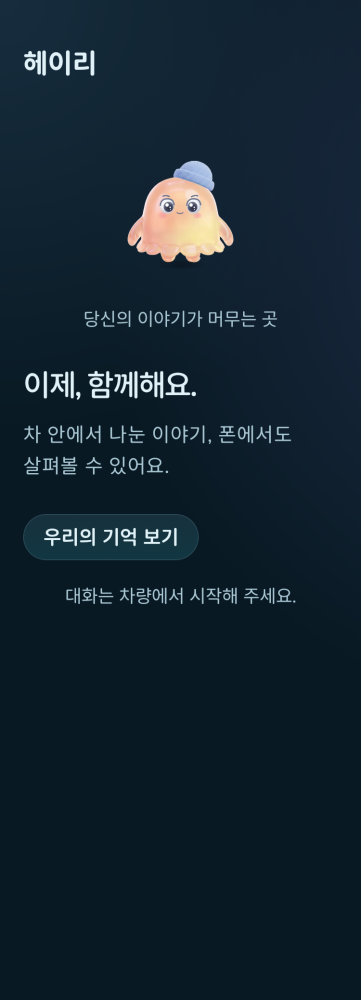 헤이리
당신의 이야기가 머무는 곳
이제, 함께해요.
차 안에서 나눈 이야기, 폰에서도
살펴볼 수 있어요.
우리의 기억 보기
대화는 차량에서 시작해 주세요.